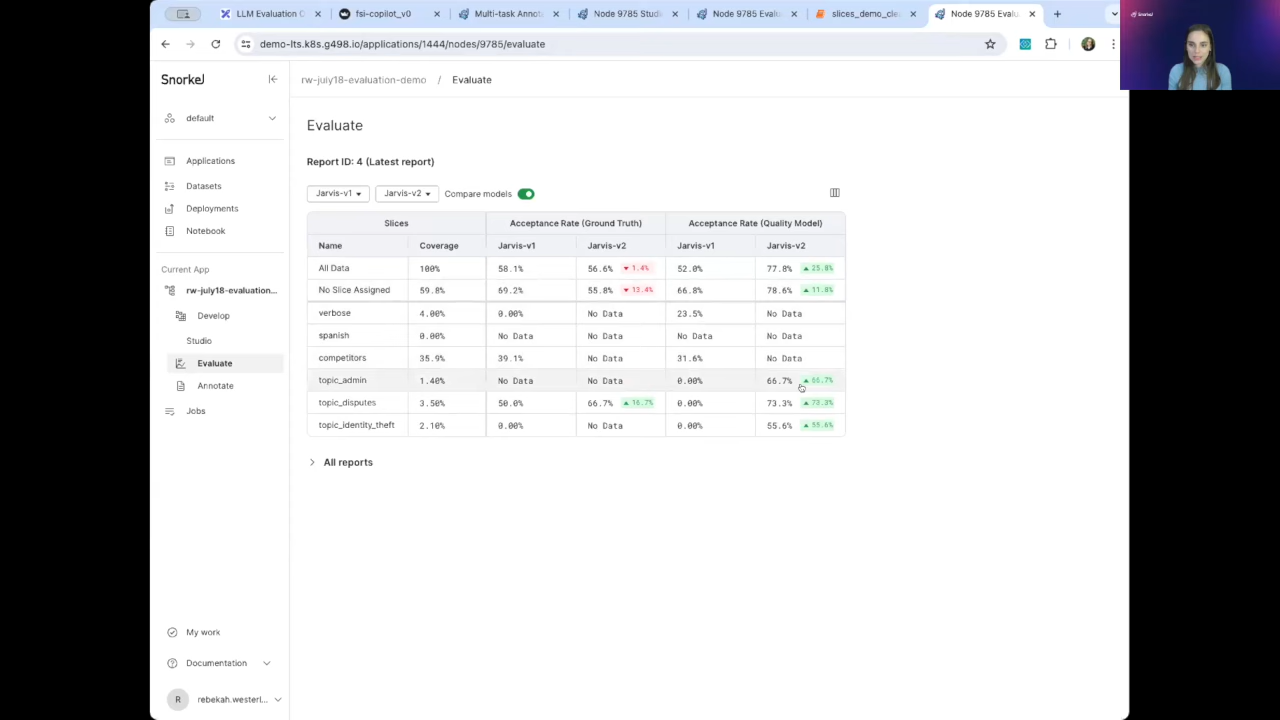 LLM Evaluation C
fsi-copilot_v0
Multi-task Annot
Node 9785 Studi
Node 9785 Evalu
slices_demo_cle
Node 9785 Eval
demo-lts.k8s.g498.io/applications/1444/nodes/9785/evaluate
Snorkel
Snorkel
rw-july18-evaluation-demo / Evaluate
default
Applications
Datasets
Deployments
Notebook
Current App
rw-july18-evaluation...
Develop
Studio
Evaluate
Annotate
Jobs
My work
Documentation
R rebekah.westerl...
Evaluate
Report ID: 4 (Latest report)
Jarvis-v1 Jarvis-v2 Compare models
Slices Acceptance Rate (Ground Truth) Acceptance Rate (Quality Model)
Name Coverage Jarvis-v1 Jarvis-v2 Jarvis-v1 Jarvis-v2
All Data 100% 58.1% 56.6% 1.4% 52.0% 77.8% 25.8%
No Slice Assigned 59.8% 69.2% 55.8% 13.4% 66.8% 78.6% 11.8%
verbose 4.00% 0.00% No Data 23.5% No Data
spanish 0.00% No Data No Data No Data No Data
competitors 35.9% 39.1% No Data 31.6% No Data
topic_admin 1.40% No Data No Data 0.00% 66.7% 66.7%
topic_disputes 3.50% 50.0% 66.7% 16.7% 0.00% 73.3% 73.3%
topic_identity_theft 2.10% 0.00% No Data 0.00% 55.6% 55.6%
All reports